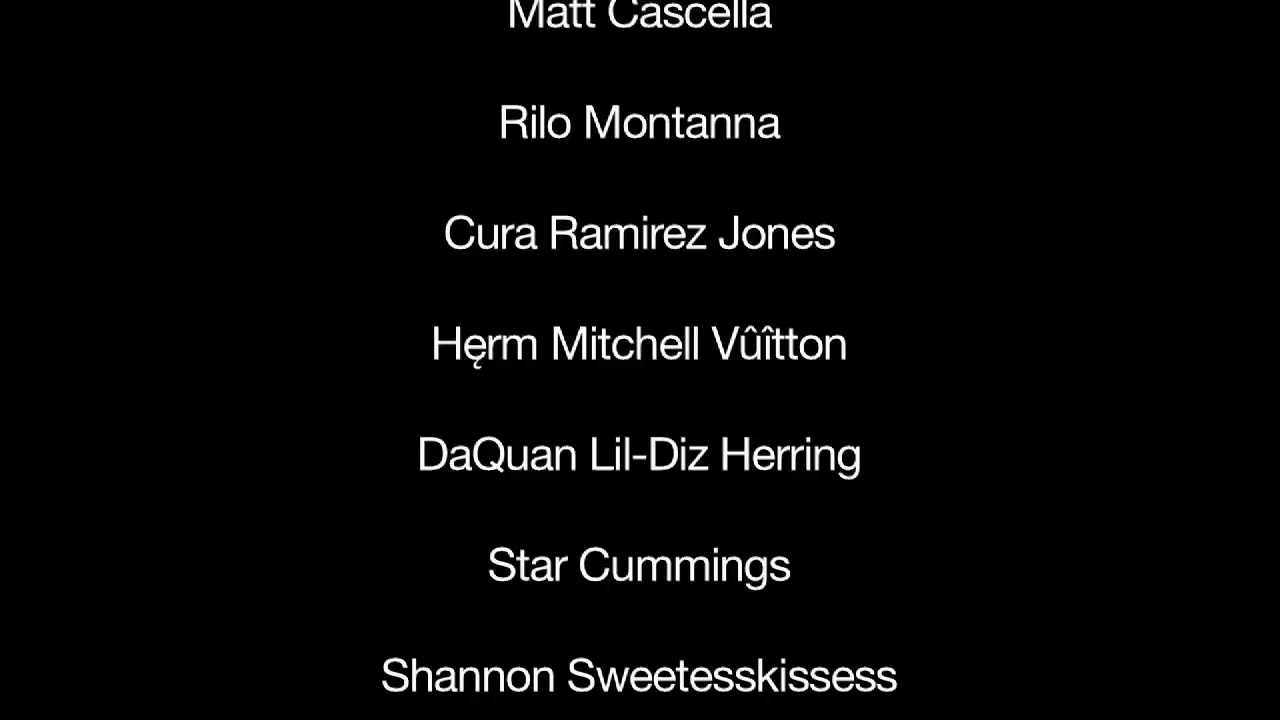 Matt Cascella
Rilo Montanna
Cura Ramirez Jones
Hęrm Mitchell Vûîtton
DaQuan Lil-Diz Herring
Star Cummings
Shannon Sweetesskissess